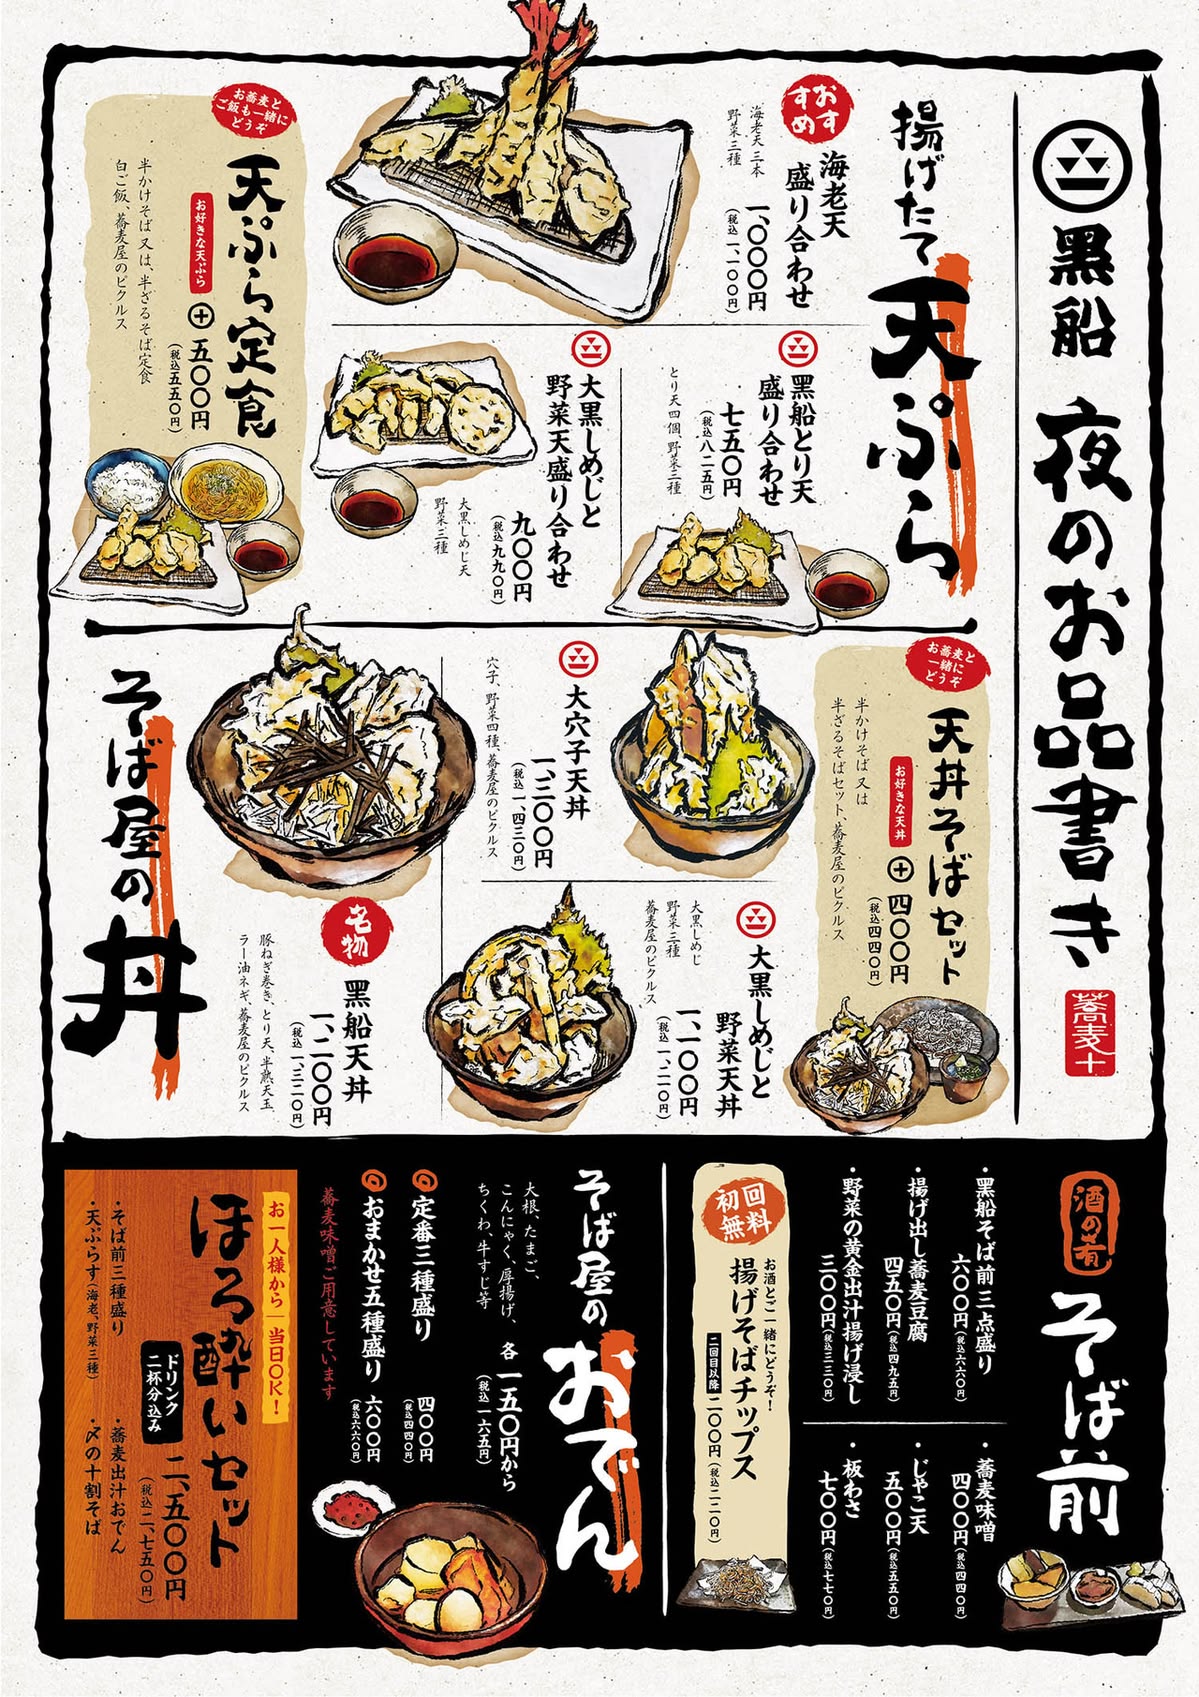 黒船 夜のお品書き
蕎麦十
揚げたて
天ぷら
おすすめ
海老天
盛り合わせ
一、〇〇〇円
(税込 一、一〇〇円)
海老天 三本
野菜三種
黒船とり天
盛り合わせ
七五〇円
(税込 八二五円)
とり天四個、野菜三種
大黒しめじと
野菜天盛り合わせ
九〇〇円
(税込 九九〇円)
大黒しめじ天
野菜三種
お蕎麦と
ご飯も一緒に
どうぞ
天ぷら定食
お好きな天ぷら
+五〇〇円
(税込 五五〇円)
半かけそば 又は、半ざるそば定食
白ご飯、蕎麦屋のピクルス
お蕎麦と
一緒に
どうぞ
天丼そばセット
お好きな天丼
+四〇〇円
(税込 四四〇円)
半かけそば 又は
半ざるそばセット、蕎麦屋のピクルス
大穴子天丼
一、三〇〇円
(税込 一、四三〇円)
穴子、野菜四種、蕎麦屋のピクルス
大黒しめじと
野菜天丼
一、一〇〇円
(税込 一、二一〇円)
大黒しめじ
野菜三種
蕎麦屋のピクルス
名物
黒船天丼
一、二〇〇円
(税込 一、三二〇円)
豚ねぎ巻き、とり天、半熟天玉、
ラー油ネギ、蕎麦屋のピクルス
そば屋の
丼
酒の肴
そば前
・黒船そば前三点盛り
六〇〇円(税込 六六〇円)
・揚げ出し蕎麦豆腐
四五〇円(税込 四九五円)
・野菜の黄金出汁揚げ浸し
三〇〇円(税込 三三〇円)
・蕎麦味噌
四〇〇円(税込 四四〇円)
・じゃこ天
五〇〇円(税込 五五〇円)
・板わさ
七〇〇円(税込 七七〇円)
初回
無料
お酒とご一緒にどうぞ!
揚げそばチップス
二回目以降 二〇〇円(税込 二二〇円)
そば屋の
おでん
大根、たまご、
こんにゃく、厚揚げ、
ちくわ、牛すじ等
各 一五〇円から
(税込 一六五円)
定番三種盛り
四〇〇円
(税込 四四〇円)
おまかせ五種盛り
六〇〇円
(税込 六六〇円)
蕎麦味噌ご用意しています
お一人様から|当日OK!
ほろ酔いセット
ドリンク
二杯分込み
二、五〇〇円
(税込 二、七五〇円)
・そば前三種盛り
・天ぷら(海老、野菜三種)
・蕎麦出汁おでん
・〆の十割そば